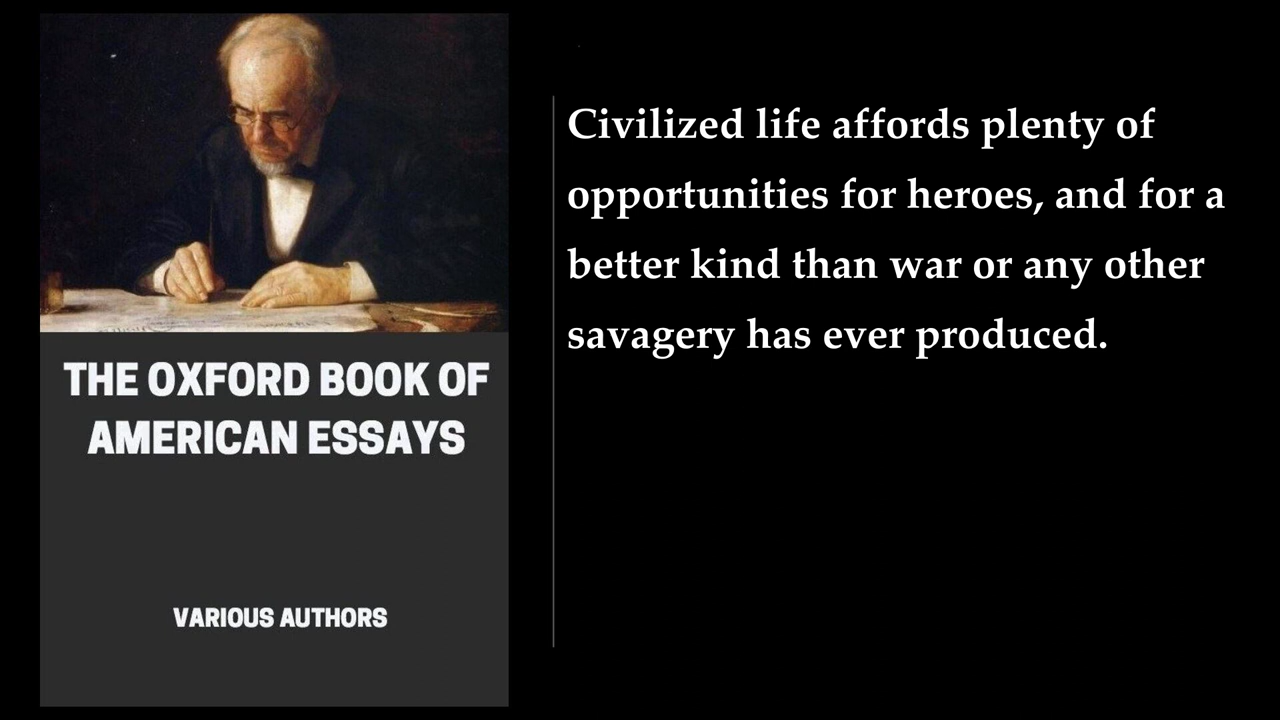 THE OXFORD BOOK OF
AMERICAN ESSAYS
VARIOUS AUTHORS
Civilized life affords plenty of
opportunities for heroes, and for a
better kind than war or any other
savagery has ever produced.